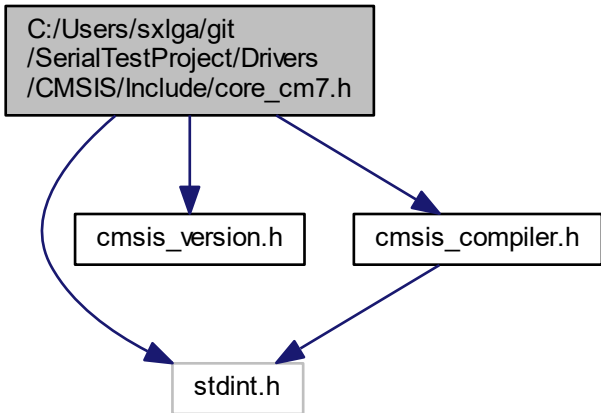 C:/Users/sxlga/git
/SerialTestProject/Drivers
/CMSIS/Include/core_cm7.h
cmsis_version.h
cmsis_compiler.h
stdint.h